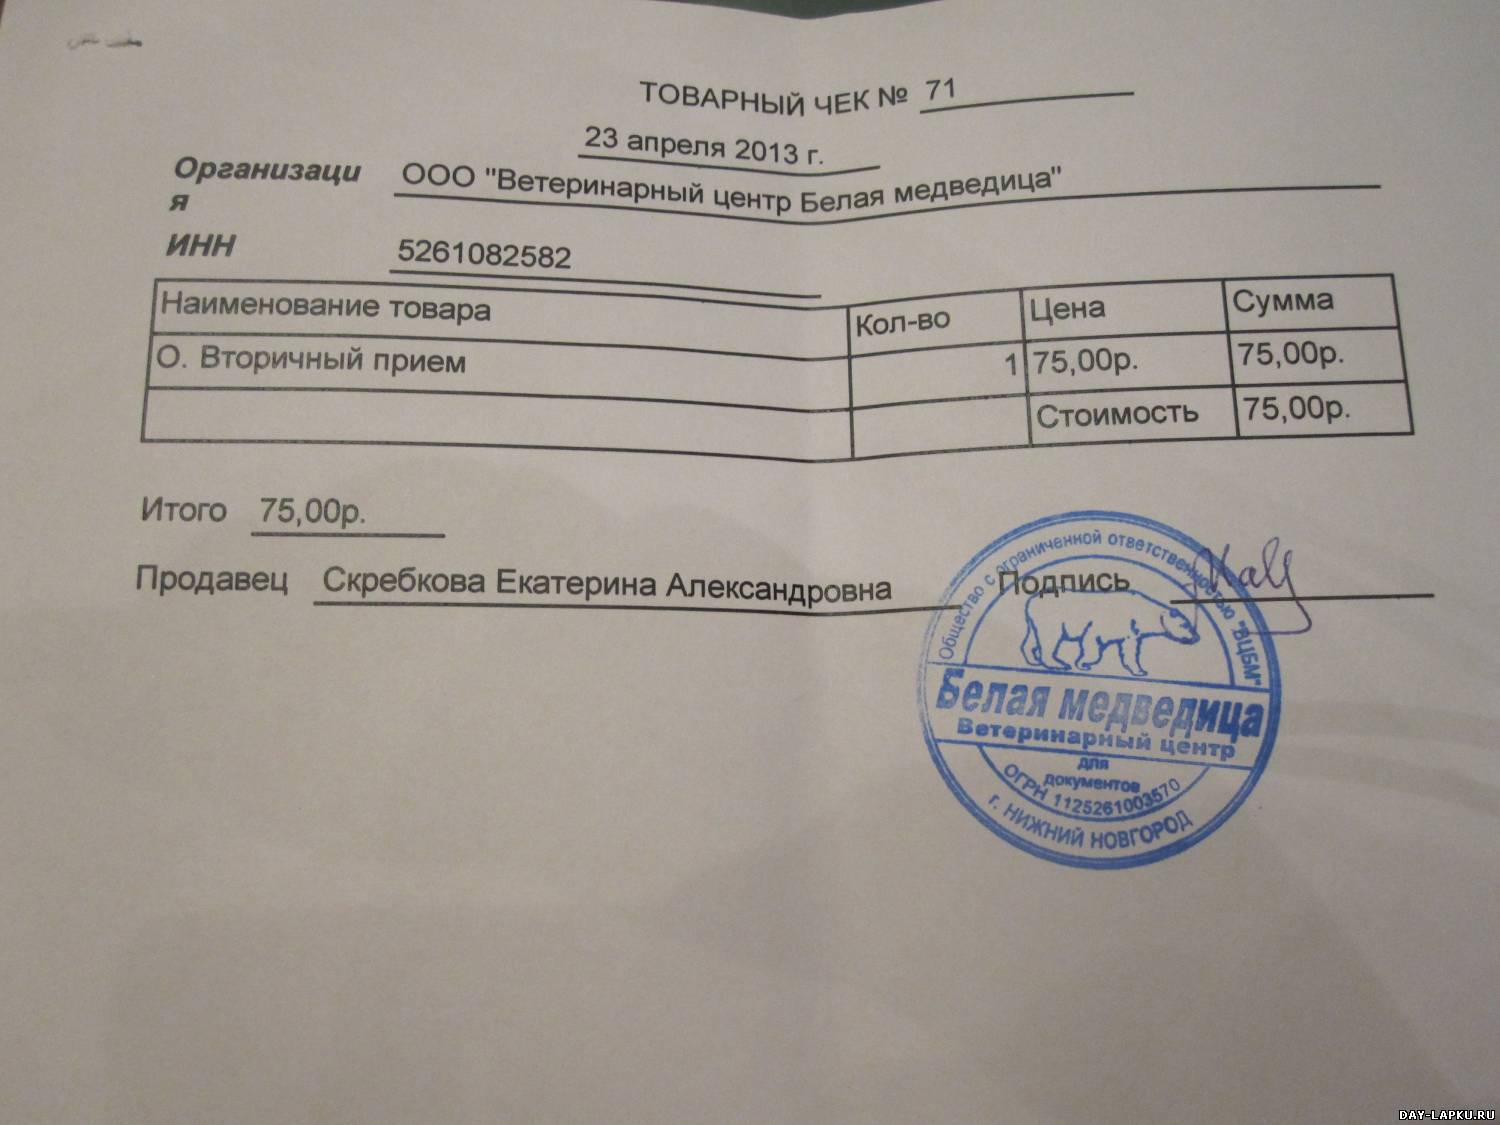 ТОВАРНЫЙ ЧЕК № 71
23 апреля 2013 г.
Организаци
я
ООО "Ветеринарный центр Белая медведица"
ИНН 5261082582
Наименование товара Кол-во Цена Сумма
О. Вторичный прием 1 75,00р. 75,00р.
Стоимость 75,00р.
Итого 75,00р.
Продавец Скребкова Екатерина Александровна Подпись
Общество с ограниченной ответственностью "ВЦБМ"
Белая медведица
Ветеринарный центр
для
документов
ОГРН 1125261003570
г. НИЖНИЙ НОВГОРОД
DAY-LAPKU.RU